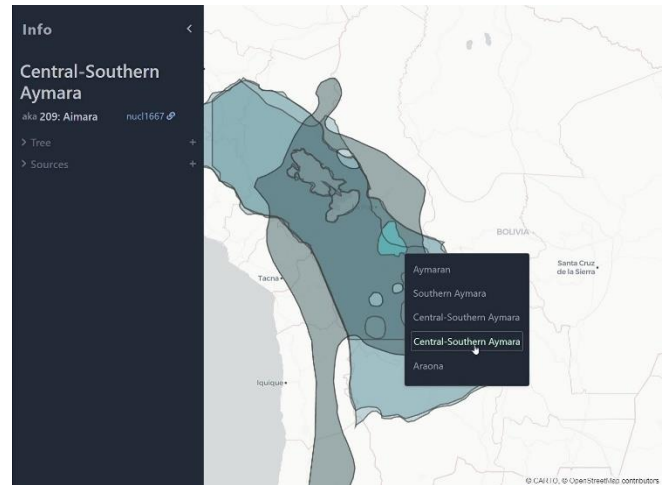 Info
Central-Southern
Aymara
aka 209: Aimara nucl1667
Tree
Sources
BOLIVIA
Santa Cruz
de la Sierra
Tacna
Iquique
Aymaran
Southern Aymara
Central-Southern Aymara
Central-Southern Aymara
Araona
© CARTO, © OpenStreetMap contributors